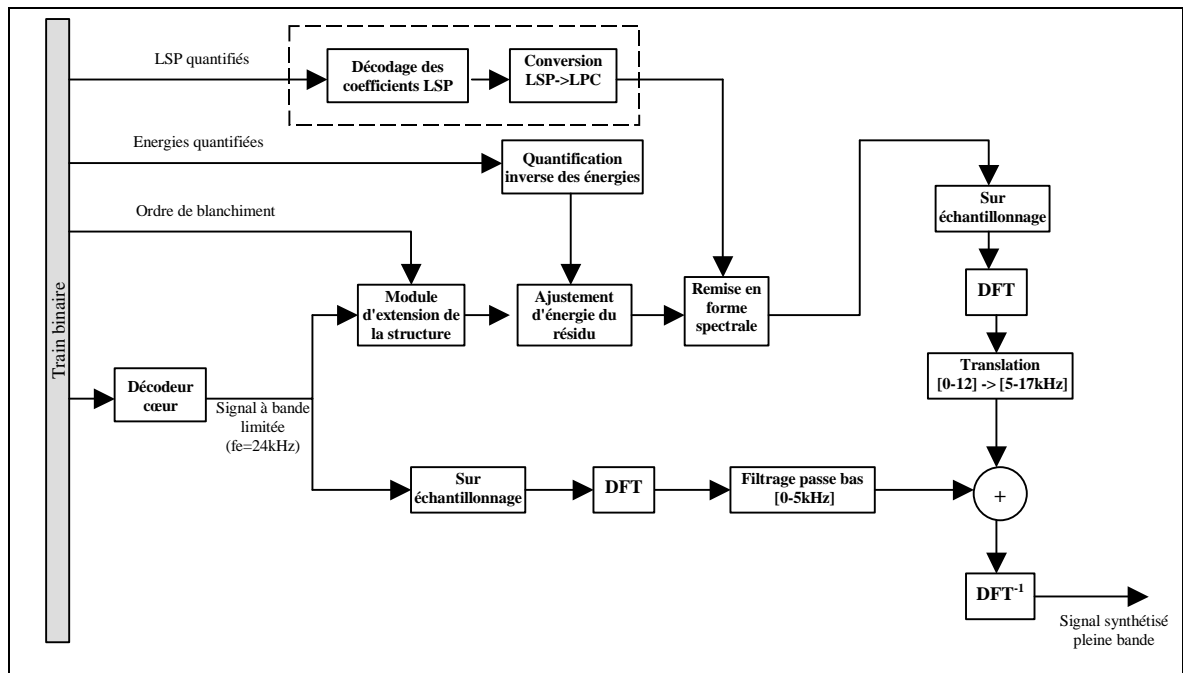 LSP quantifiés
Décodage des
coefficients LSP
Conversion
LSP->LPC
Energies quantifiées
Quantification
inverse des énergies
Ordre de blanchiment
Sur
échantillonnage
DFT
Module
d'extension de
la structure
Ajustement
d'énergie du
résidu
Remise en
forme
spectrale
Train binaire
Translation
[0-12] -> [5-17kHz]
Décodeur
cœur
Signal à bande
limitée
(fe=24kHz)
Sur
échantillonnage
DFT
Filtrage passe bas
[0-5kHz]
+
DFT-1
Signal synthétisé
pleine bande